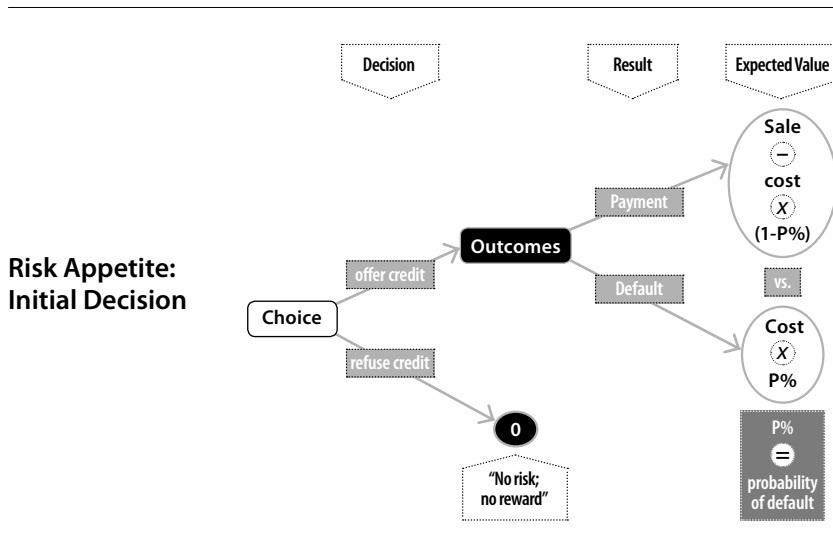 Decision
Result
Expected Value
Risk Appetite:
Initial Decision
Choice
offer credit
refuse credit
Outcomes
Payment
Default
Sale
–
cost
x
(1-P%)
vs.
Cost
x
P%
0
“No risk;
no reward”
P%
=
probability
of default